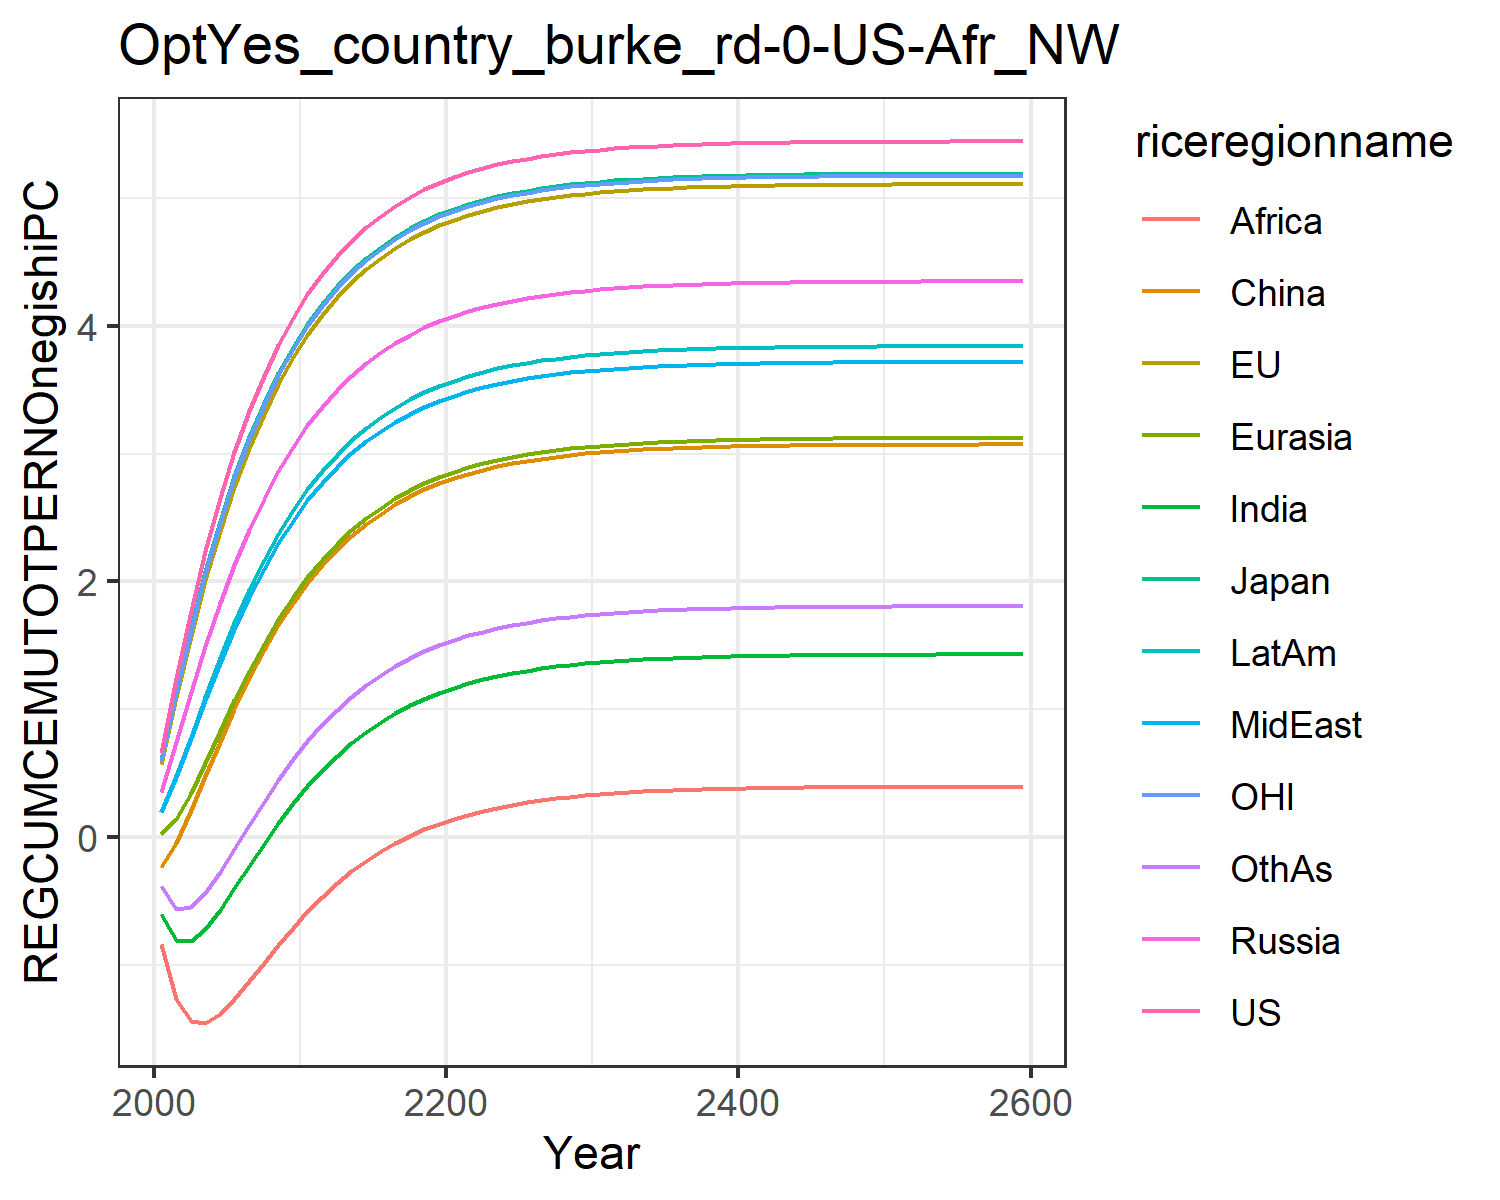 OptYes_country_burke_rd-0-US-Afr_NW
REGCUMCEMUTOTPERNOnegishiPC
4
2
0
2000
2200
2400
2600
Year
riceregionname
Africa
China
EU
Eurasia
India
Japan
LatAm
MidEast
OHI
OthAs
Russia
US